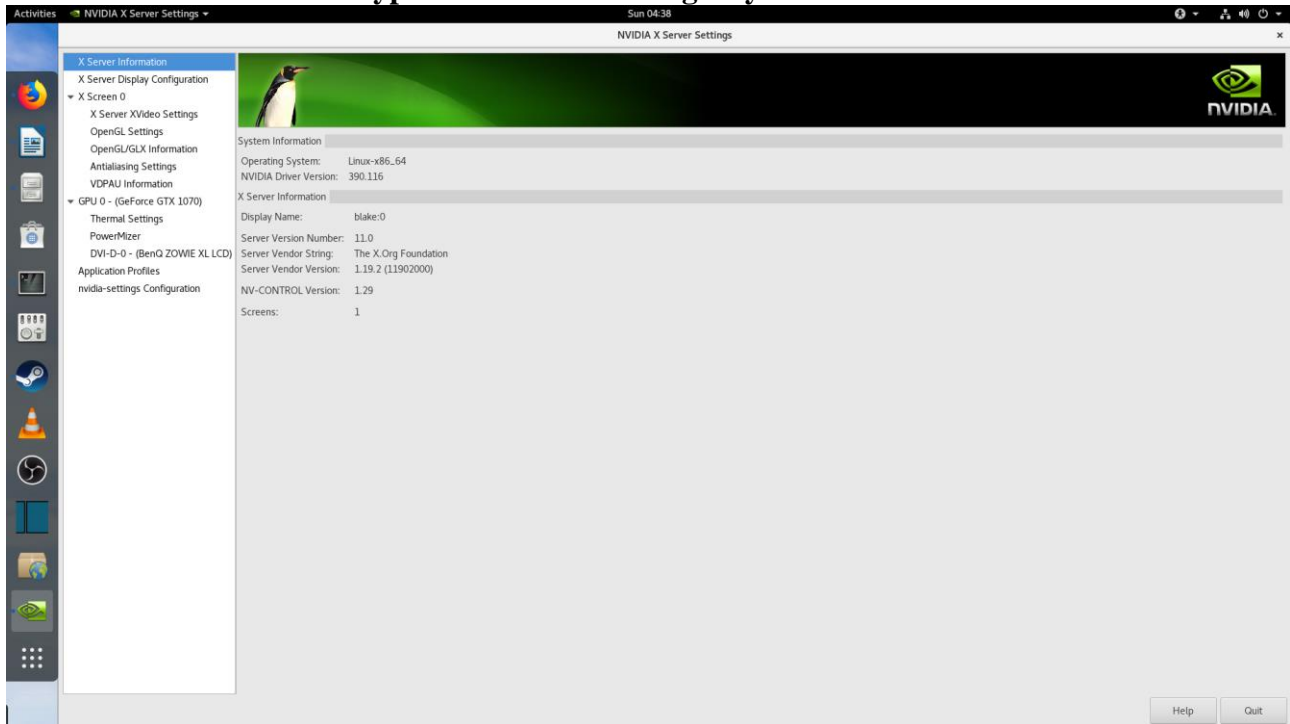 Activities NVIDIA X Server Settings Sun 04:38
NVIDIA X Server Settings
X Server Information
X Server Display Configuration
X Screen 0
X Server XVideo Settings
OpenGL Settings
OpenGL/GLX Information
Antialiasing Settings
VDPAU Information
GPU 0 - (GeForce GTX 1070)
Thermal Settings
PowerMizer
DVI-D-0 - (BenQ ZOWIE XL LCD)
Application Profiles
nvidia-settings Configuration
NVIDIA.
System Information
Operating System: Linux-x86_64
NVIDIA Driver Version: 390.116
X Server Information
Display Name: blake:0
Server Version Number: 11.0
Server Vendor String: The X.Org Foundation
Server Vendor Version: 1.19.2 (11902000)
NV-CONTROL Version: 1.29
Screens: 1
Help Quit